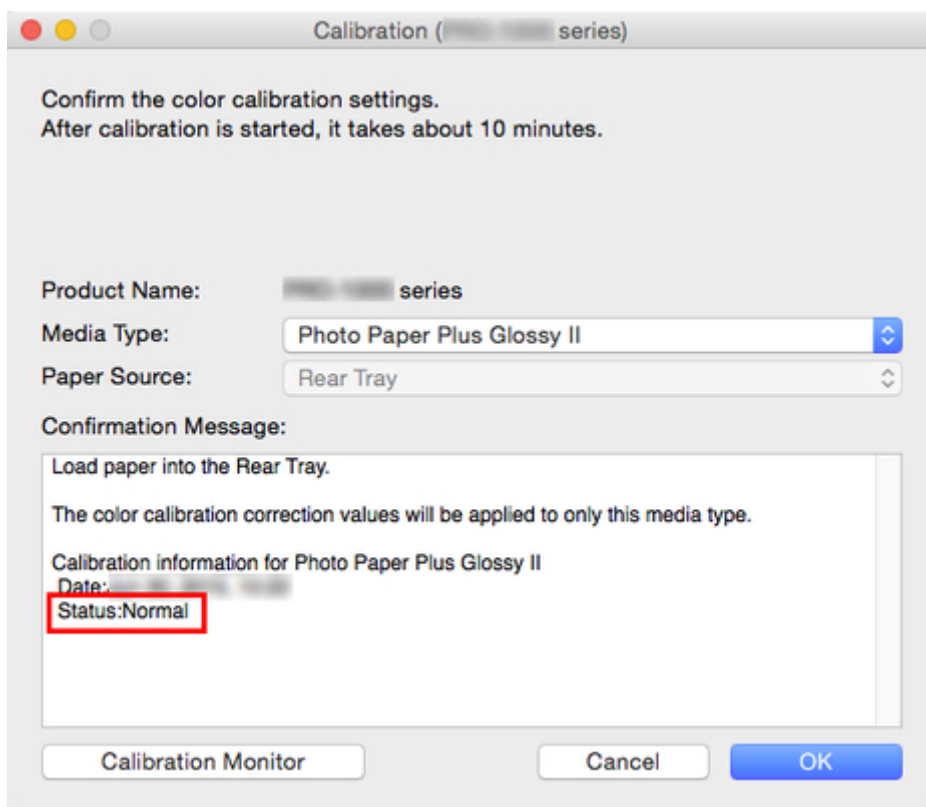 Calibration ( series)
Confirm the color calibration settings.
After calibration is started, it takes about 10 minutes.
Product Name: series
Media Type: Photo Paper Plus Glossy II
Paper Source: Rear Tray
Confirmation Message:
Load paper into the Rear Tray.
The color calibration correction values will be applied to only this media type.
Calibration information for Photo Paper Plus Glossy II
Date:
Status:Normal
Calibration Monitor Cancel OK